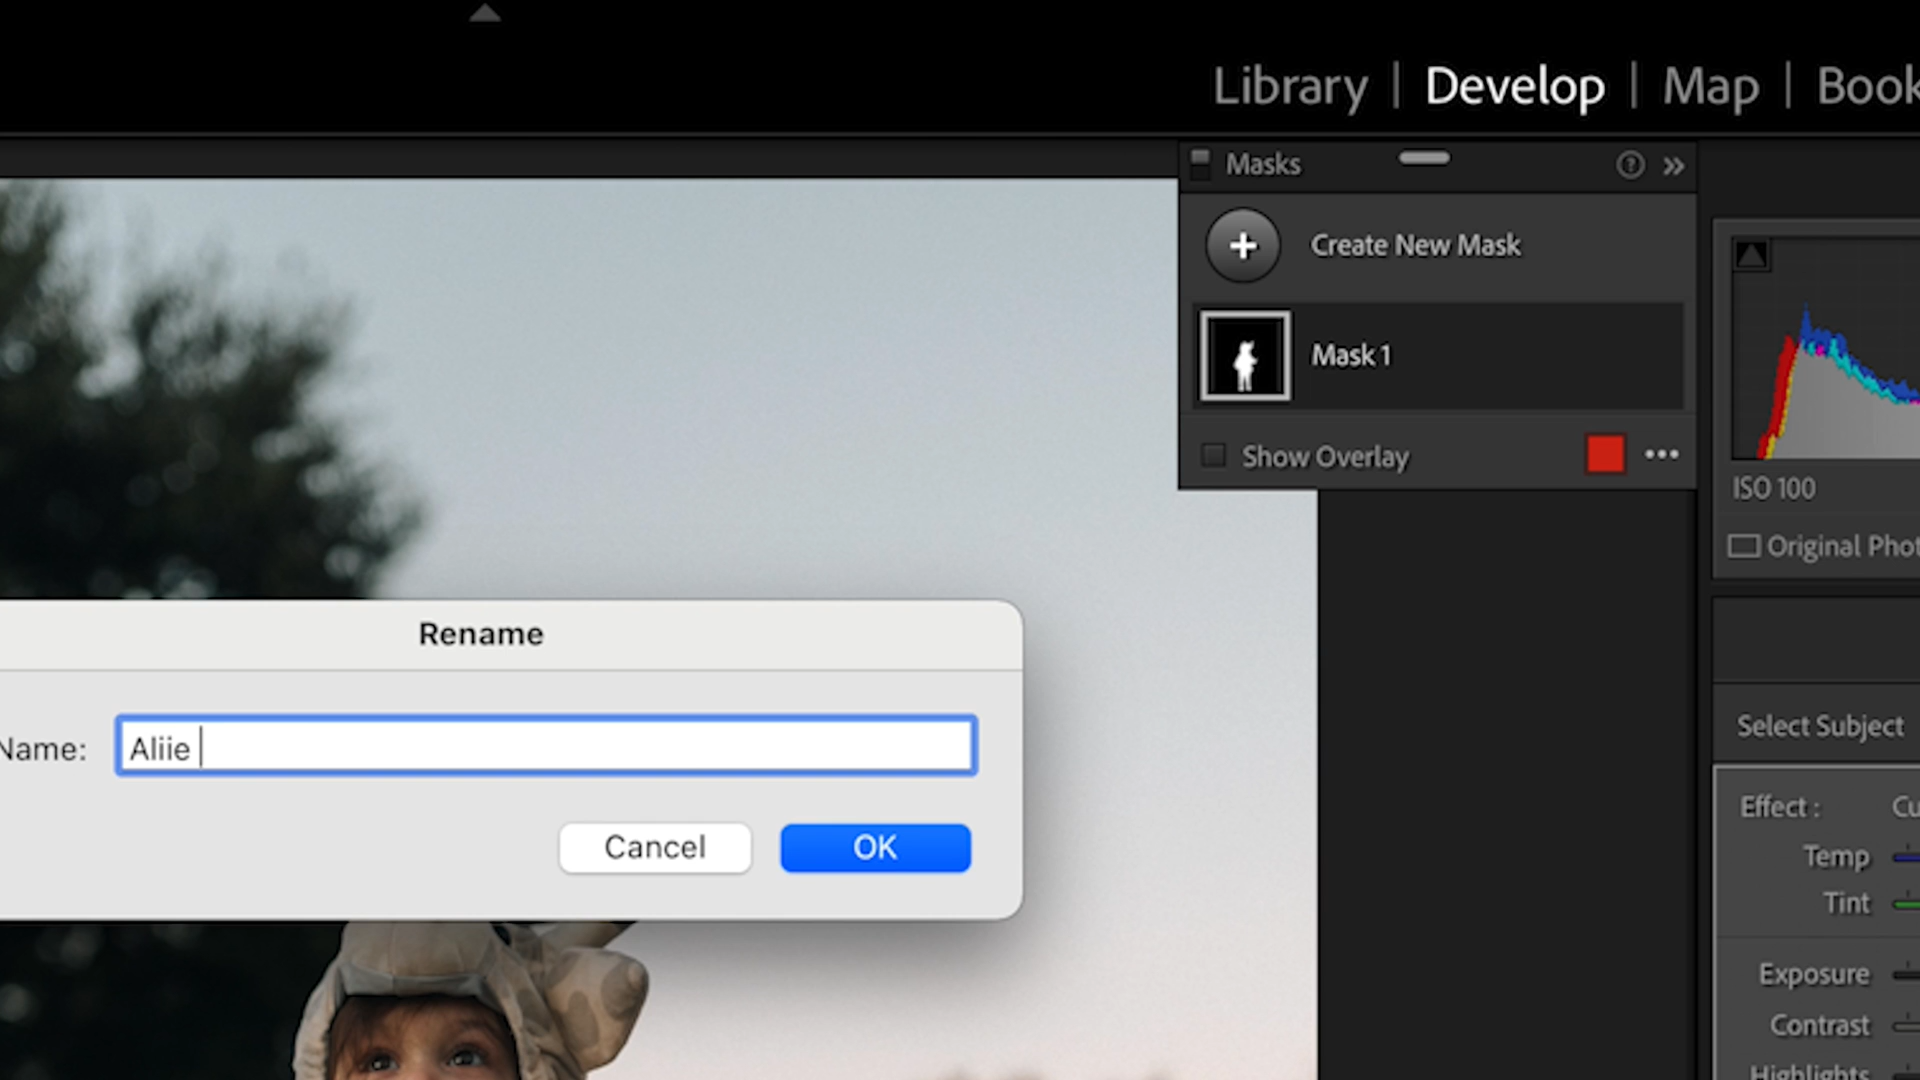 Library | Develop | Map | Book
Masks
Create New Mask
Mask 1
Show Overlay
ISO 100
Original Phot
Rename
Name: Aliie
Cancel OK
Select Subject
Effect : Cu
Temp
Tint
Exposure
Contrast
Highlights